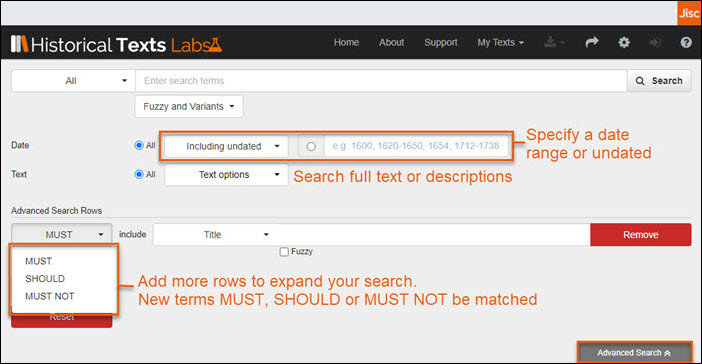 Jisc
Historical Texts Labs
Home About Support My Texts
All Enter search terms Search
Fuzzy and Variants
Date All Including undated e.g. 1600, 1620-1650, 1654, 1712-1738
Specify a date
range or undated
Text All Text options Search full text or descriptions
Advanced Search Rows
MUST include Title Remove
Fuzzy
MUST
SHOULD
MUST NOT
Add more rows to expand your search.
New terms MUST, SHOULD or MUST NOT be matched
Reset
Advanced Search